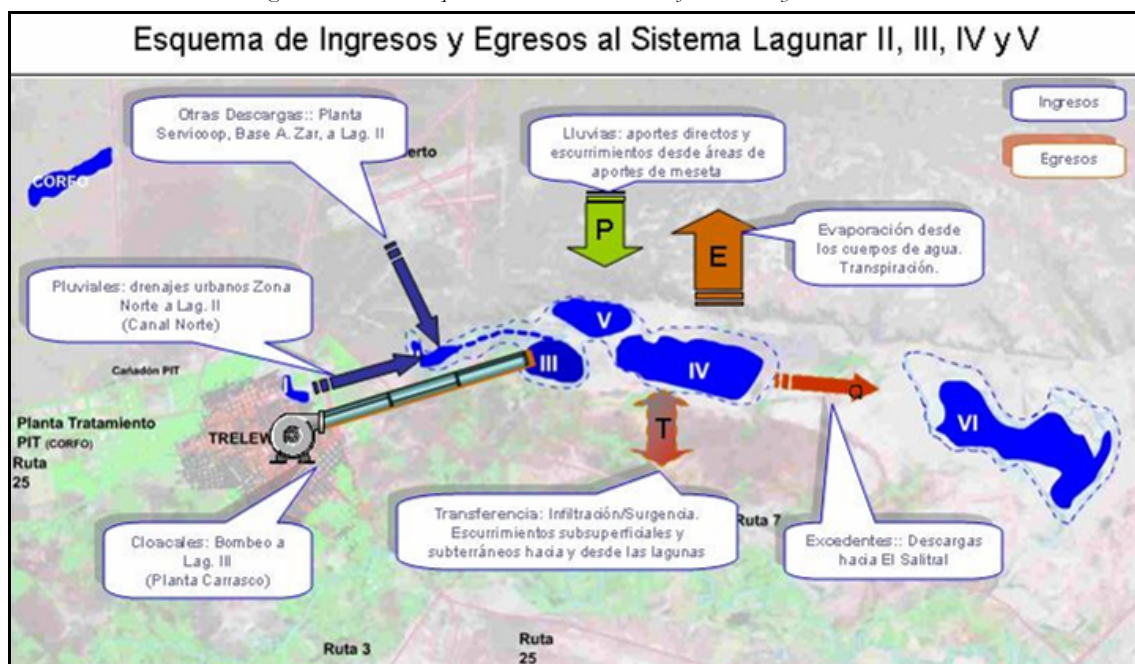 Esquema de Ingresos y Egresos al Sistema Lagunar II, III, IV y V
Otras Descargas:: Planta
Servicoop, Base A. Zar, a Lag. II
erto
Lluvias: aportes directos y
escurrimientos desde áreas de
aportes de meseta
Ingresos
Egresos
CORFO
P
E
Evaporación desde
los cuerpos de agua.
Transpiración.
Pluviales: drenajes urbanos Zona
Norte a Lag. II
(Canal Norte)
V
III
IV
Cañadón PIT
Q
VI
Planta Tratamiento
PIT (CORFO)
Ruta
25
TRELEW
T
Cloacales: Bombeo a
Lag. III
(Planta Carrasco)
Transferencia: Infiltración/Surgencia.
Escurrimientos subsuperficiales y
subterráneos hacia y desde las lagunas
Ruta 7
Excedentes:: Descargas
hacia El Salitral
Ruta 3
Ruta
25